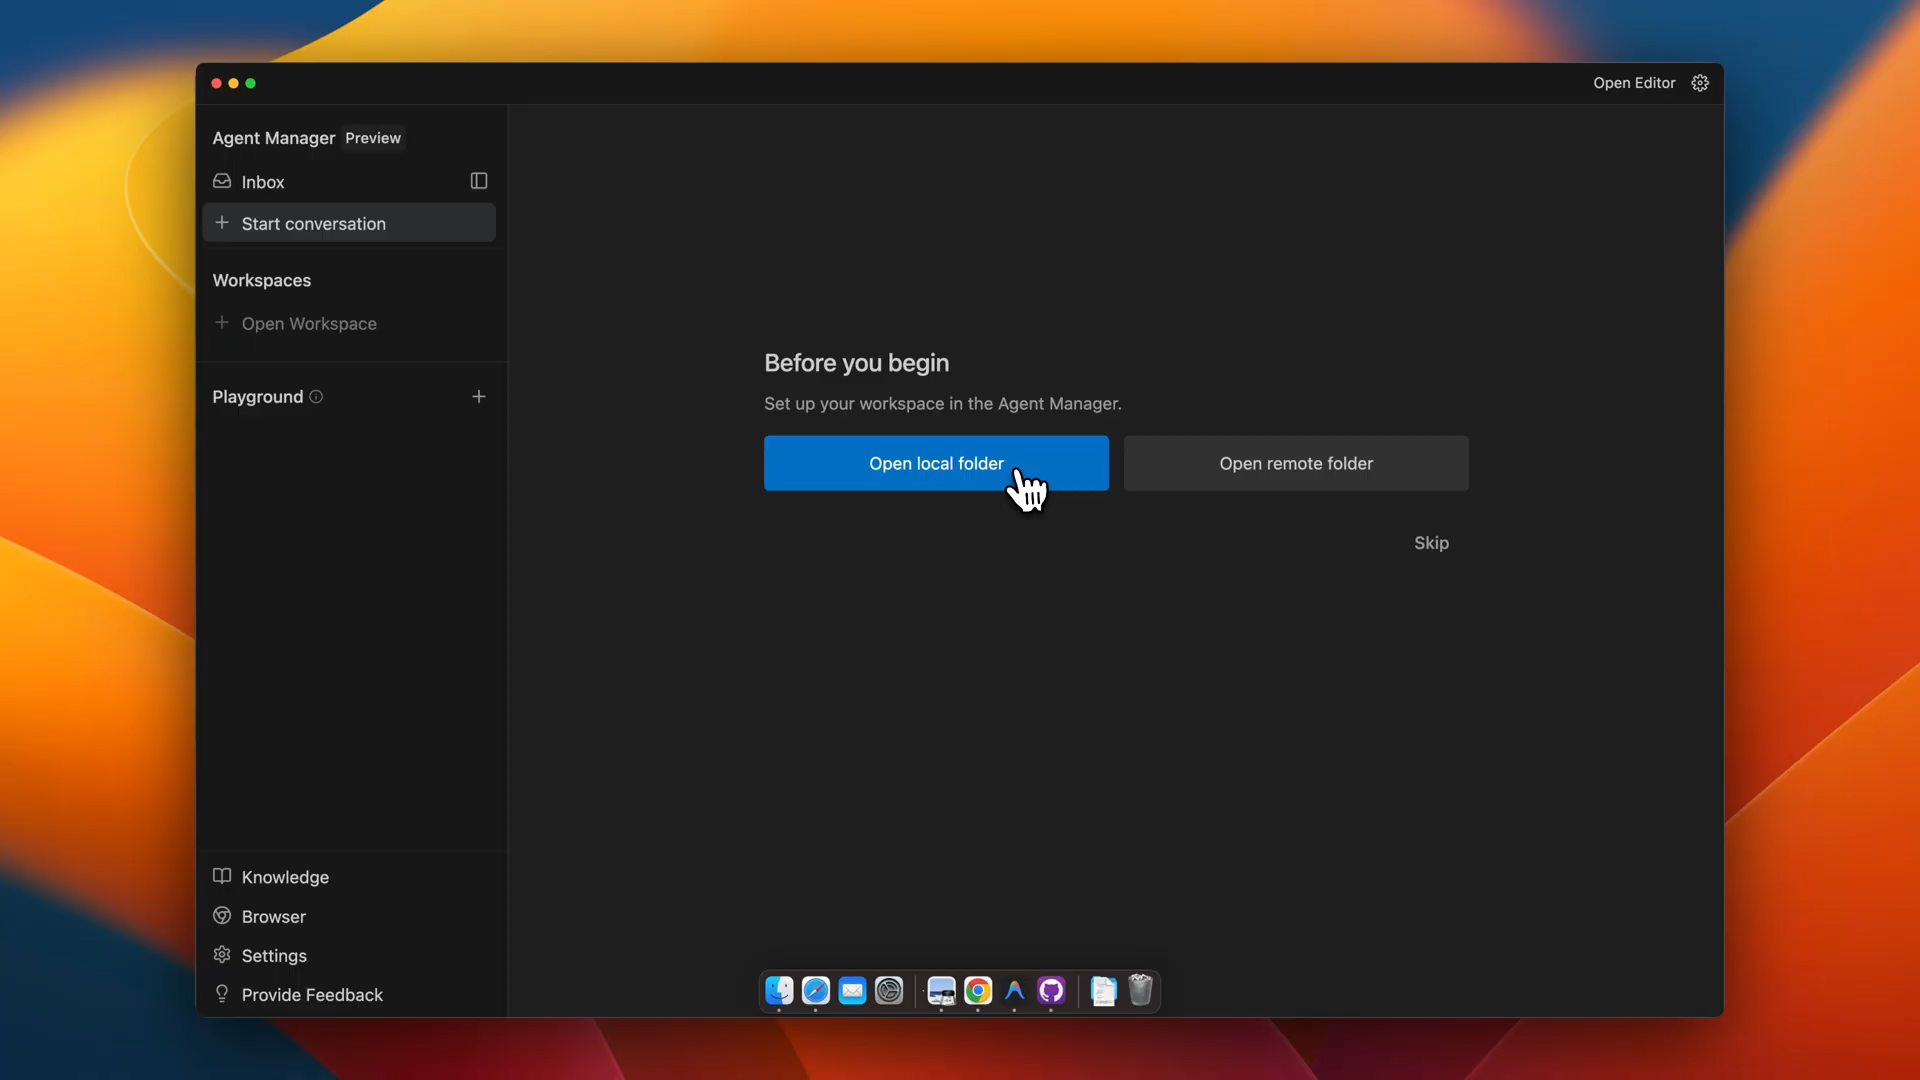 Open Editor
Agent Manager Preview
Inbox
Start conversation
Workspaces
Open Workspace
Playground
Before you begin
Set up your workspace in the Agent Manager.
Open local folder
Open remote folder
Skip
Knowledge
Browser
Settings
Provide Feedback